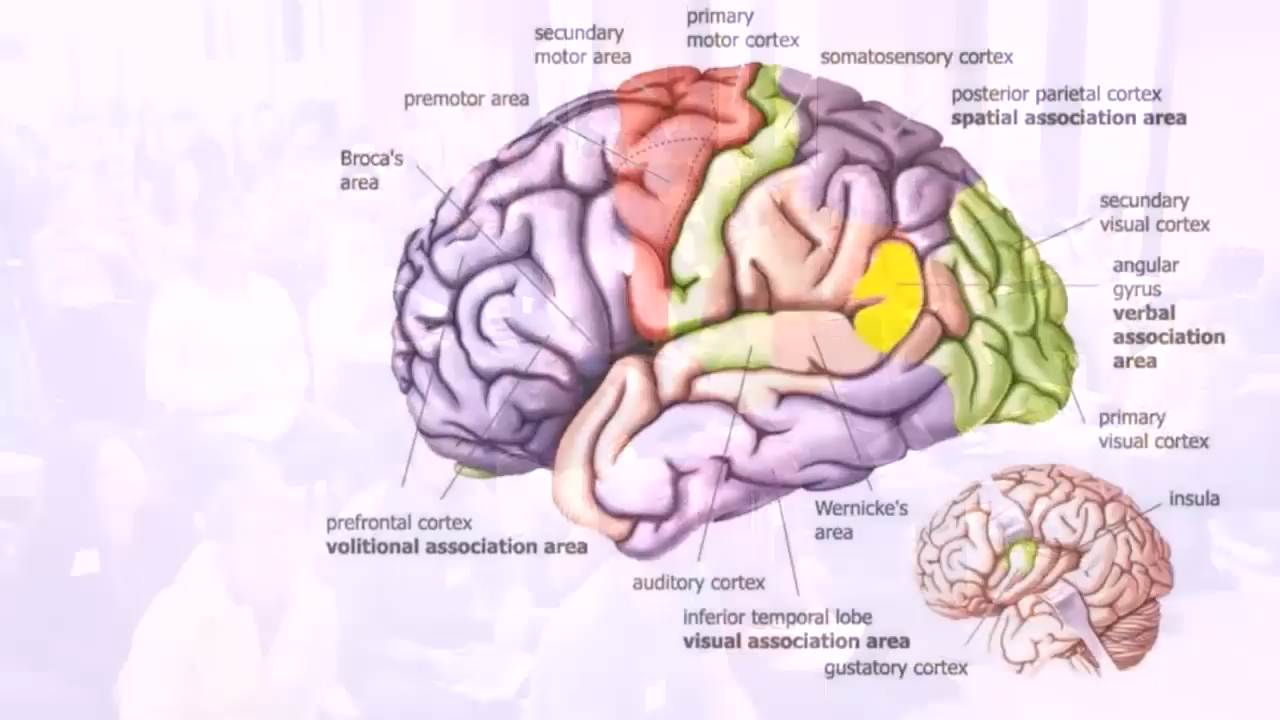 primary
motor cortex
secundary
motor area
somatosensory cortex
premotor area
posterior parietal cortex
spatial association area
Broca's
area
secundary
visual cortex
angular
gyrus
verbal
association
area
primary
visual cortex
insula
Wernicke's
area
prefrontal cortex
volitional association area
auditory cortex
inferior temporal lobe
visual association area
gustatory cortex